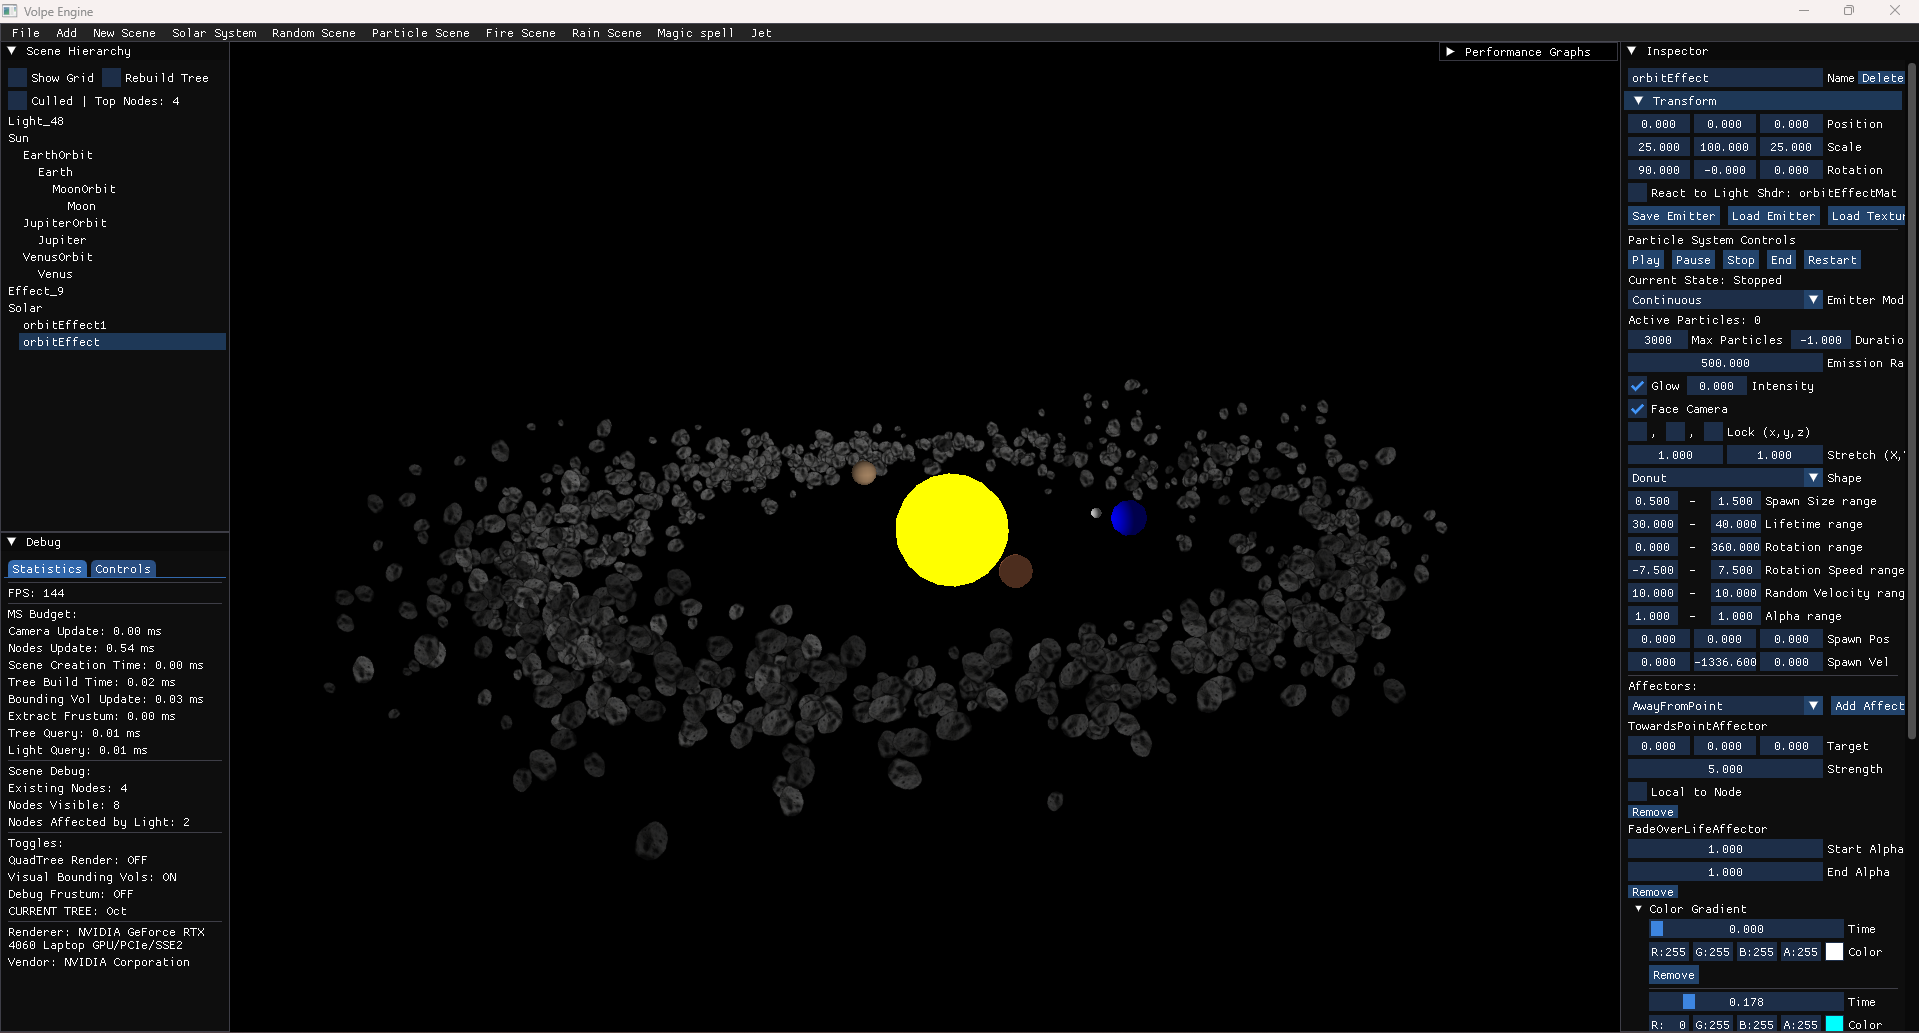 Volpe Engine
File Add New Scene Solar System Random Scene Particle Scene Fire Scene Rain Scene Magic spell Jet
Scene Hierarchy
Show Grid Rebuild Tree
Culled | Top Nodes: 4
Light_48
Sun
EarthOrbit
Earth
MoonOrbit
Moon
JupiterOrbit
Jupiter
VenusOrbit
Venus
Effect_9
Solar
orbitEffect1
orbitEffect
Debug
Statistics Controls
FPS: 144
MS Budget:
Camera Update: 0.00 ms
Nodes Update: 0.54 ms
Scene Creation Time: 0.00 ms
Tree Build Time: 0.02 ms
Bounding Vol Update: 0.03 ms
Extract Frustum: 0.00 ms
Tree Query: 0.01 ms
Light Query: 0.01 ms
Scene Debug:
Existing Nodes: 4
Nodes Visible: 8
Nodes Affected by Light: 2
Toggles:
QuadTree Render: OFF
Visual Bounding Vols: ON
Debug Frustum: OFF
CURRENT TREE: Oct
Renderer: NVIDIA GeForce RTX
4060 Laptop GPU/PCIe/SSE2
Vendor: NVIDIA Corporation
Performance Graphs
Inspector
orbitEffect Name Delete
Transform
0.000 0.000 0.000 Position
25.000 100.000 25.000 Scale
90.000 -0.000 0.000 Rotation
React to Light Shdr: orbitEffectMat
Save Emitter Load Emitter Load Textur
Particle System Controls
Play Pause Stop End Restart
Current State: Stopped
Continuous Emitter Mod
Active Particles: 0
3000 Max Particles -1.000 Duratio
500.000 Emission Ra
Glow 0.000 Intensity
Face Camera
, , Lock (x,y,z)
1.000 1.000 Stretch (X,
Donut Shape
0.500 - 1.500 Spawn Size range
30.000 - 40.000 Lifetime range
0.000 - 360.000 Rotation range
-7.500 - 7.500 Rotation Speed range
10.000 - 10.000 Random Velocity rang
1.000 - 1.000 Alpha range
0.000 0.000 0.000 Spawn Pos
0.000 -1336.600 0.000 Spawn Vel
Affectors:
AwayFromPoint Add Affect
TowardsPointAffector
0.000 0.000 0.000 Target
5.000 Strength
Local to Node
Remove
FadeOverLifeAffector
1.000 Start Alpha
1.000 End Alpha
Remove
Color Gradient
0.000 Time
R:255 G:255 B:255 A:255 Color
Remove
0.178 Time
R: 0 G:255 B:255 A:255 Color